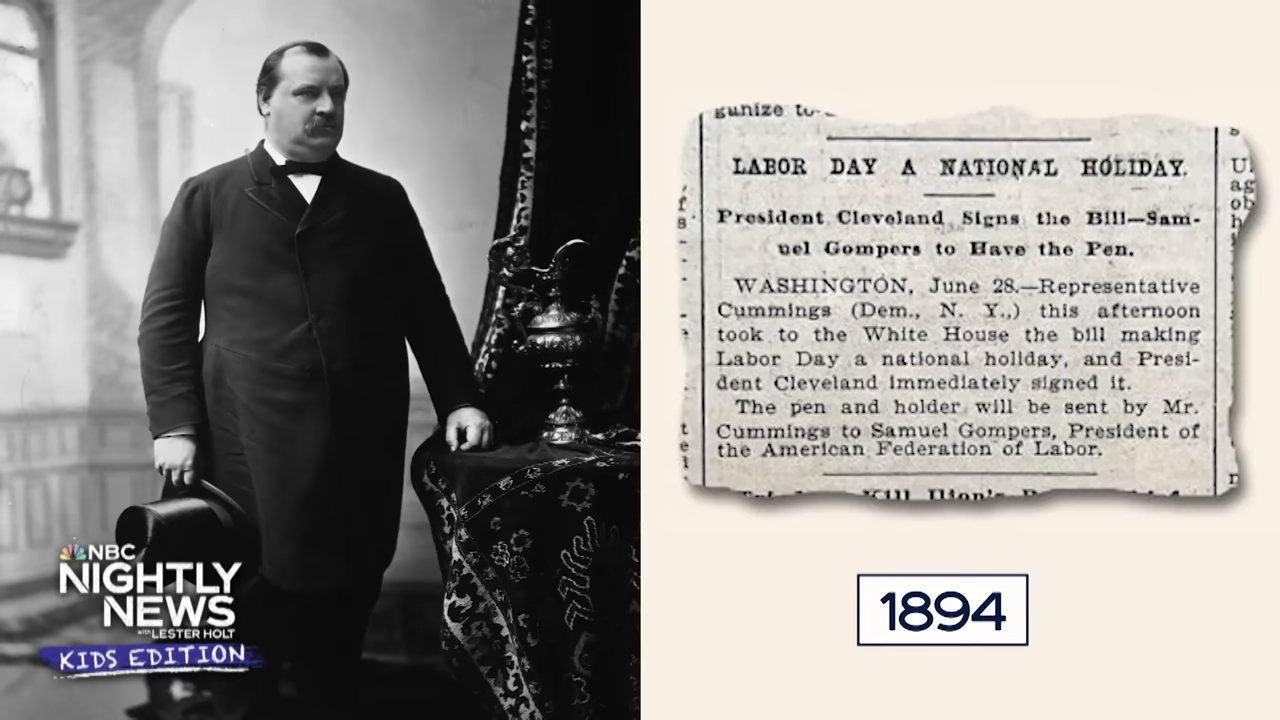 NBC
NIGHTLY
NEWS
with LESTER HOLT
KIDS EDITION
gunize to
LABOR DAY A NATIONAL HOLIDAY.
President Cleveland Signs the Bill—Sam-
uel Gompers to Have the Pen.
WASHINGTON, June 28.—Representative
Cummings (Dem., N. Y.,) this afternoon
took to the White House the bill making
Labor Day a national holiday, and Presi-
dent Cleveland immediately signed it.
The pen and holder will be sent by Mr.
Cummings to Samuel Gompers, President of
the American Federation of Labor.
1894